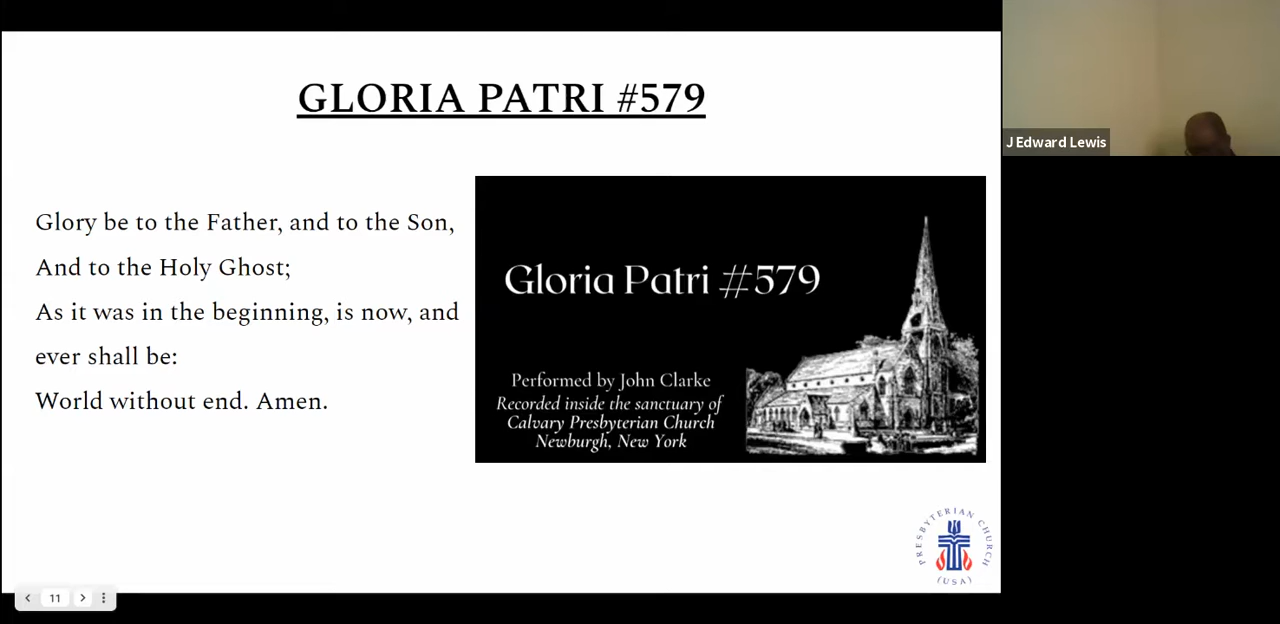 GLORIA PATRI #579
Glory be to the Father, and to the Son,
And to the Holy Ghost;
As it was in the beginning, is now, and
ever shall be:
World without end. Amen.
Gloria Patri #579
Performed by John Clarke
Recorded inside the sanctuary of
Calvary Presbyterian Church
Newburgh, New York
PRESBYTERIAN CHURCH
(USA)
11
J Edward Lewis